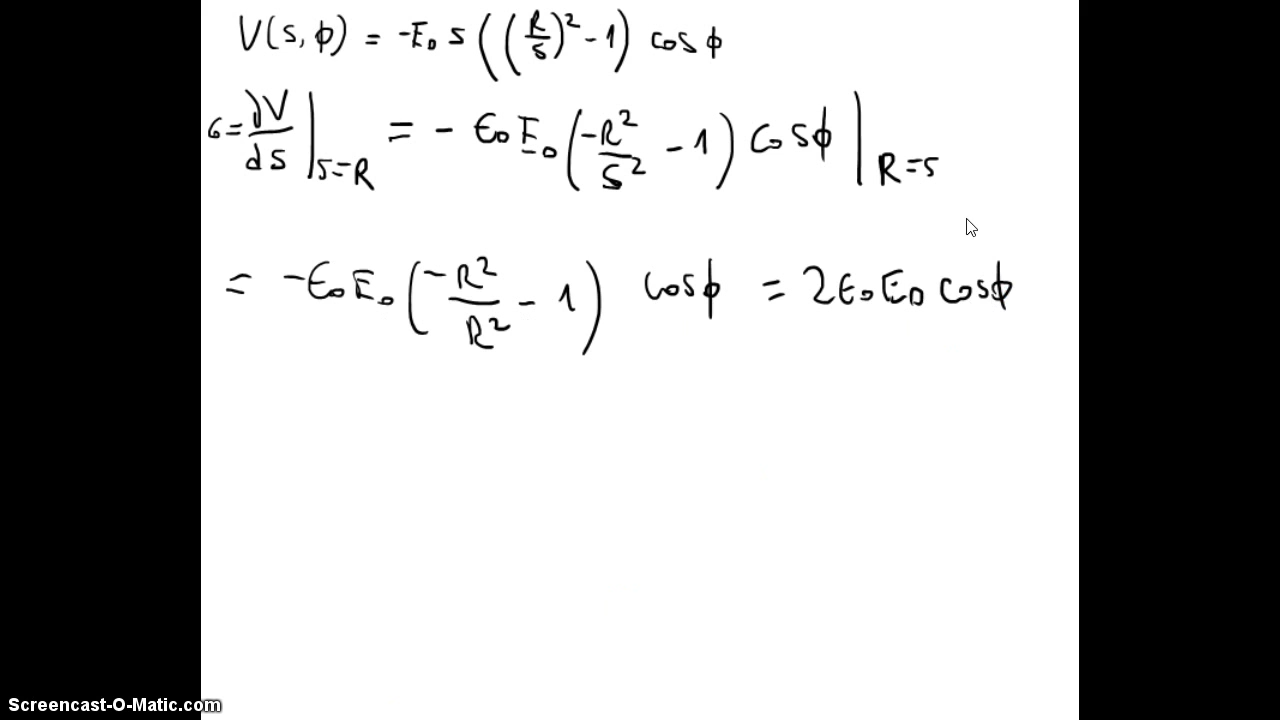 V(s, φ) = -E₀ s ((R/s)² - 1) cos φ
σ = ∂V/ds |s=R = - ϵ₀ E₀ (-R²/s² - 1) cos φ |R=s
= -ϵ₀ E₀ (-R²/R² - 1) cos φ = 2ϵ₀ E₀ cos φ
Screencast-O-Matic.com